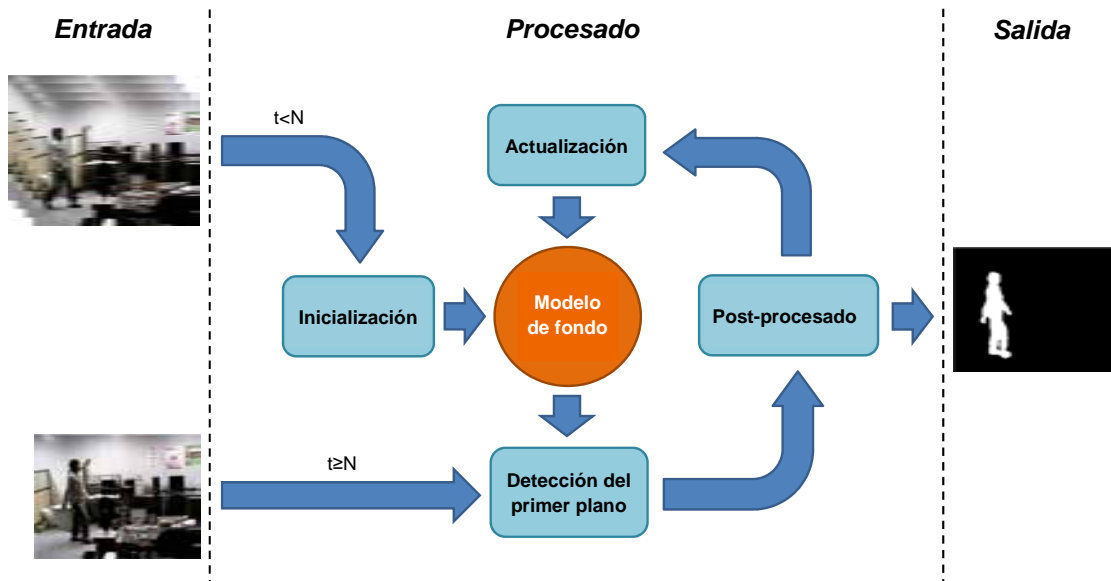 Entrada
Procesado
Salida
t<N
Actualización
Inicialización
Modelo
de fondo
Post-procesado
t≥N
Detección del
primer plano